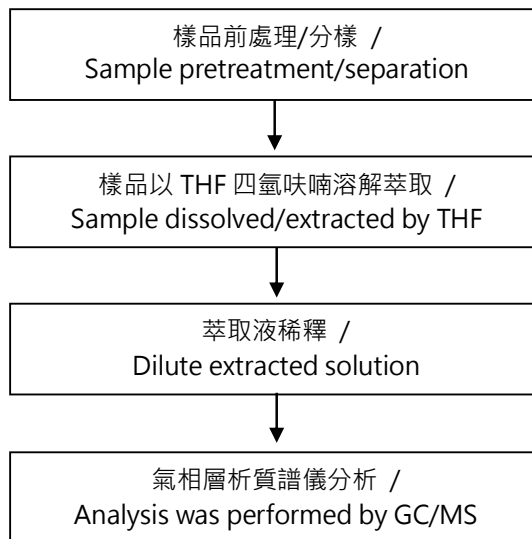 樣品前處理/分樣 /
Sample pretreatment/separation
樣品以 THF 四氫呋喃溶解萃取 /
Sample dissolved/extracted by THF
萃取液稀釋 /
Dilute extracted solution
氣相層析質譜儀分析 /
Analysis was performed by GC/MS